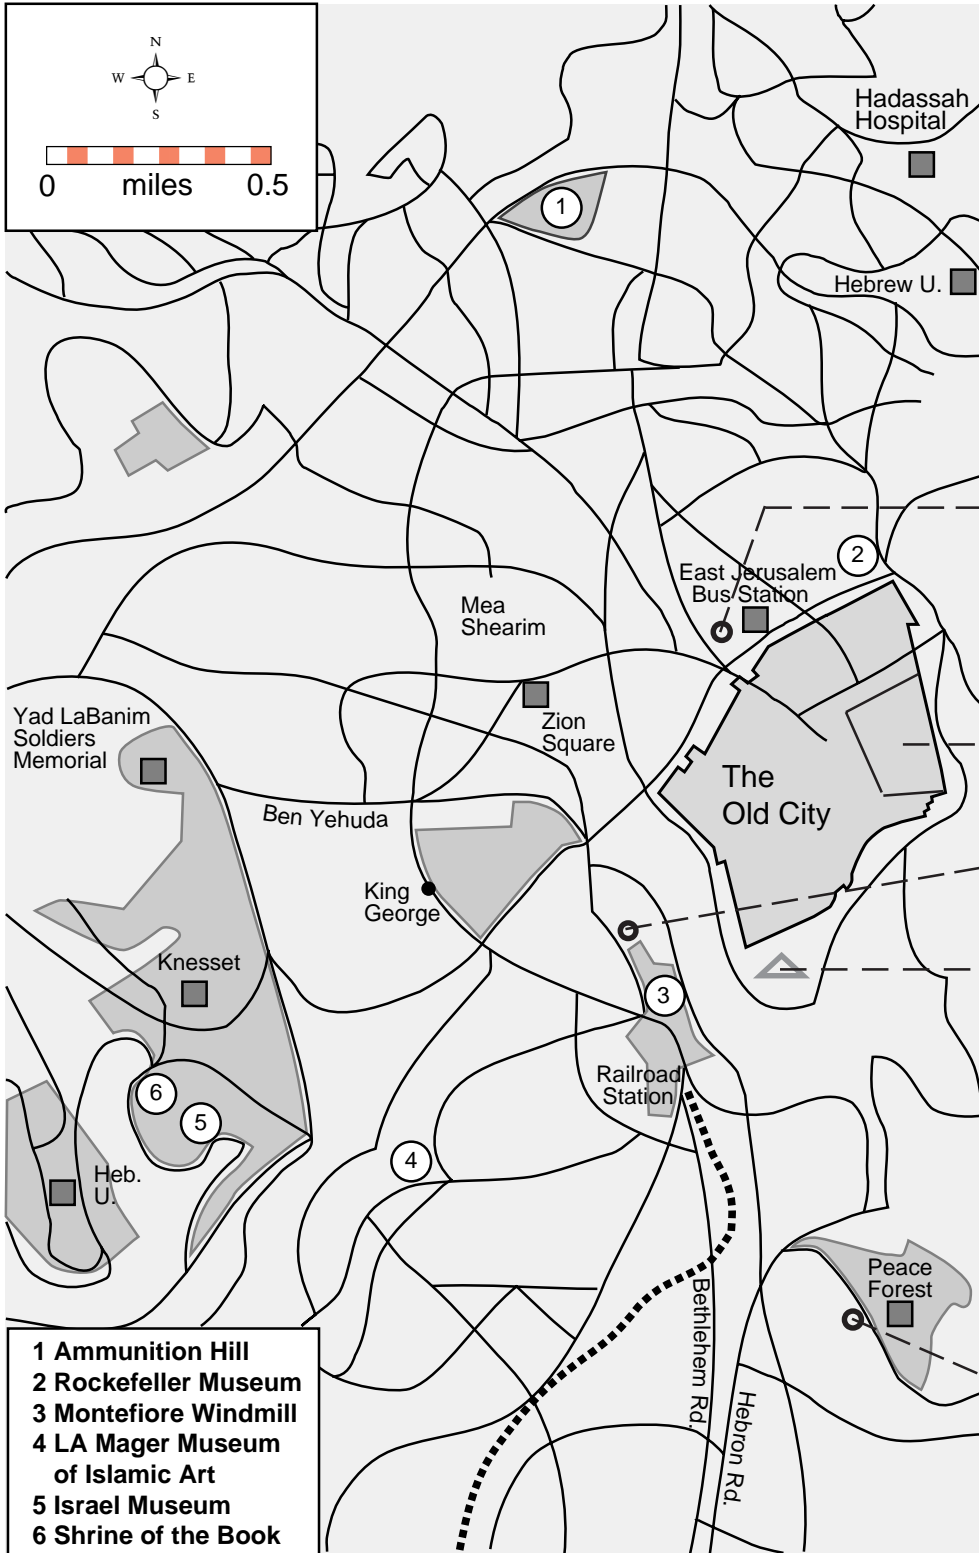 N
W E
S
0 miles 0.5
Hadassah
Hospital
1
Hebrew U.
2
East Jerusalem
Bus Station
Mea
Shearim
Zion
Square
Yad LaBanim
Soldiers
Memorial
The
Old City
Ben Yehuda
King
George
Knesset
3
Railroad
Station
6
5
4
Heb.
U.
Peace
Forest
Bethlehem Rd.
Hebron Rd.
1 Ammunition Hill
2 Rockefeller Museum
3 Montefiore Windmill
4 LA Mager Museum
of Islamic Art
5 Israel Museum
6 Shrine of the Book